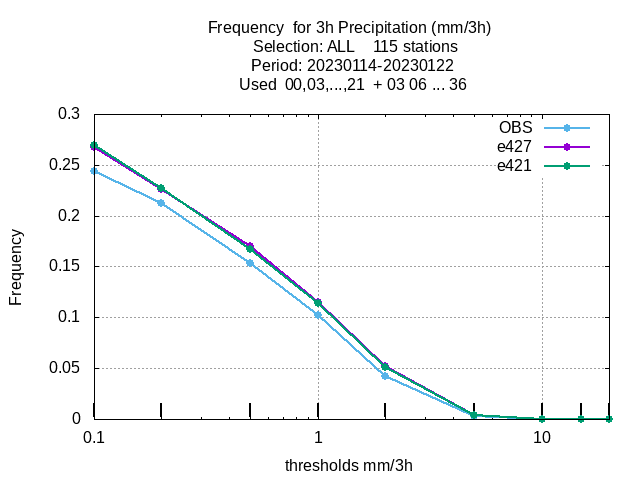 Frequency  for 3h Precipitation (mm/3h)
Selection: ALL    115 stations
Period: 20230114-20230122
Used  00,03,...,21  + 03 06 ... 36
0.3
0.25
0.2
0.15
0.1
0.05
0
Frequency
OBS
e427
e421
0.1 1 10
thresholds mm/3h